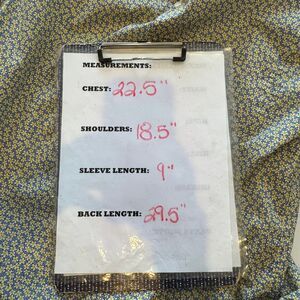 MEASUREMENTS:
CHEST: 22.5"
SHOULDERS: 18.5"
SLEEVE LENGTH: 9"
BACK LENGTH: 29.5"